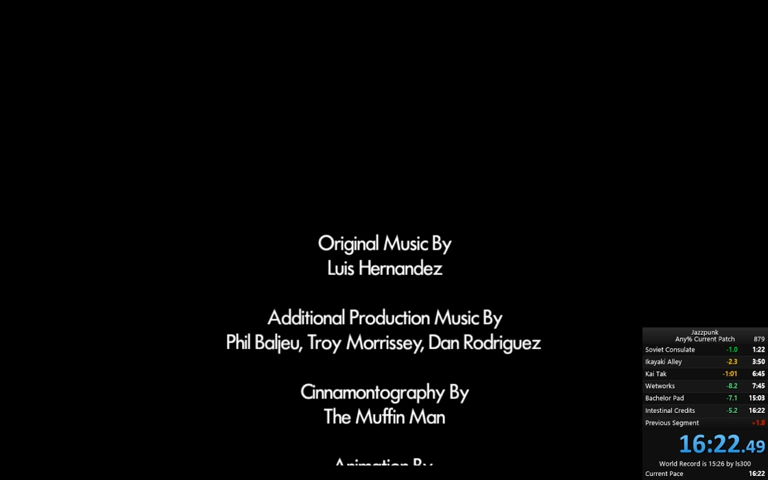 Original Music By
Luis Hernandez
Additional Production Music By
Phil Baljeu, Troy Morrissey, Dan Rodriguez
Cinnamontography By
The Muffin Man
Animation By
Jazzpunk
Any% Current Patch 879
Soviet Consulate -1.0 1:22
Ikayaki Alley -2.3 3:50
Kai Tak -1:01 6:45
Wetworks -8.2 7:45
Bachelor Pad -7.1 15:03
Intestinal Credits -5.2 16:22
Previous Segment +1.8
16:22.49
World Record is 15:26 by ls300
Current Pace 16:22